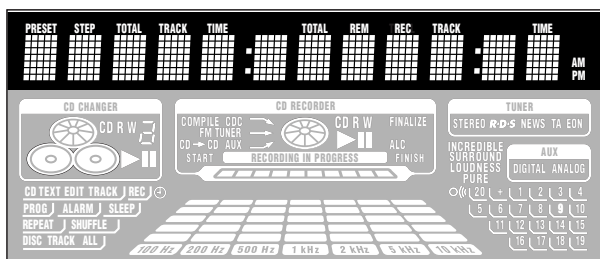 PRESET STEP TOTAL TRACK TIME TOTAL REM REC TRACK TIME
AM
PM
CD CHANGER
CD R W
CD RECORDER
COMPILE CDC
FM TUNER
CD → CD AUX
START
CD R W
FINALIZE
ALC
FINISH
RECORDING IN PROGRESS
TUNER
STEREO R·D·S NEWS TA EON
INCREDIBLE
SURROUND
LOUDNESS
PURE
AUX
DIGITAL ANALOG
CD TEXT EDIT TRACK REC
PROG ALARM SLEEP
REPEAT SHUFFLE
DISC TRACK ALL
20 + 1 2 3 4
5 6 7 8 9 10
11 12 13 14 15
16 17 18 19
100 Hz 200 Hz 500 Hz 1 kHz 2 kHz 5 kHz 10 kHz